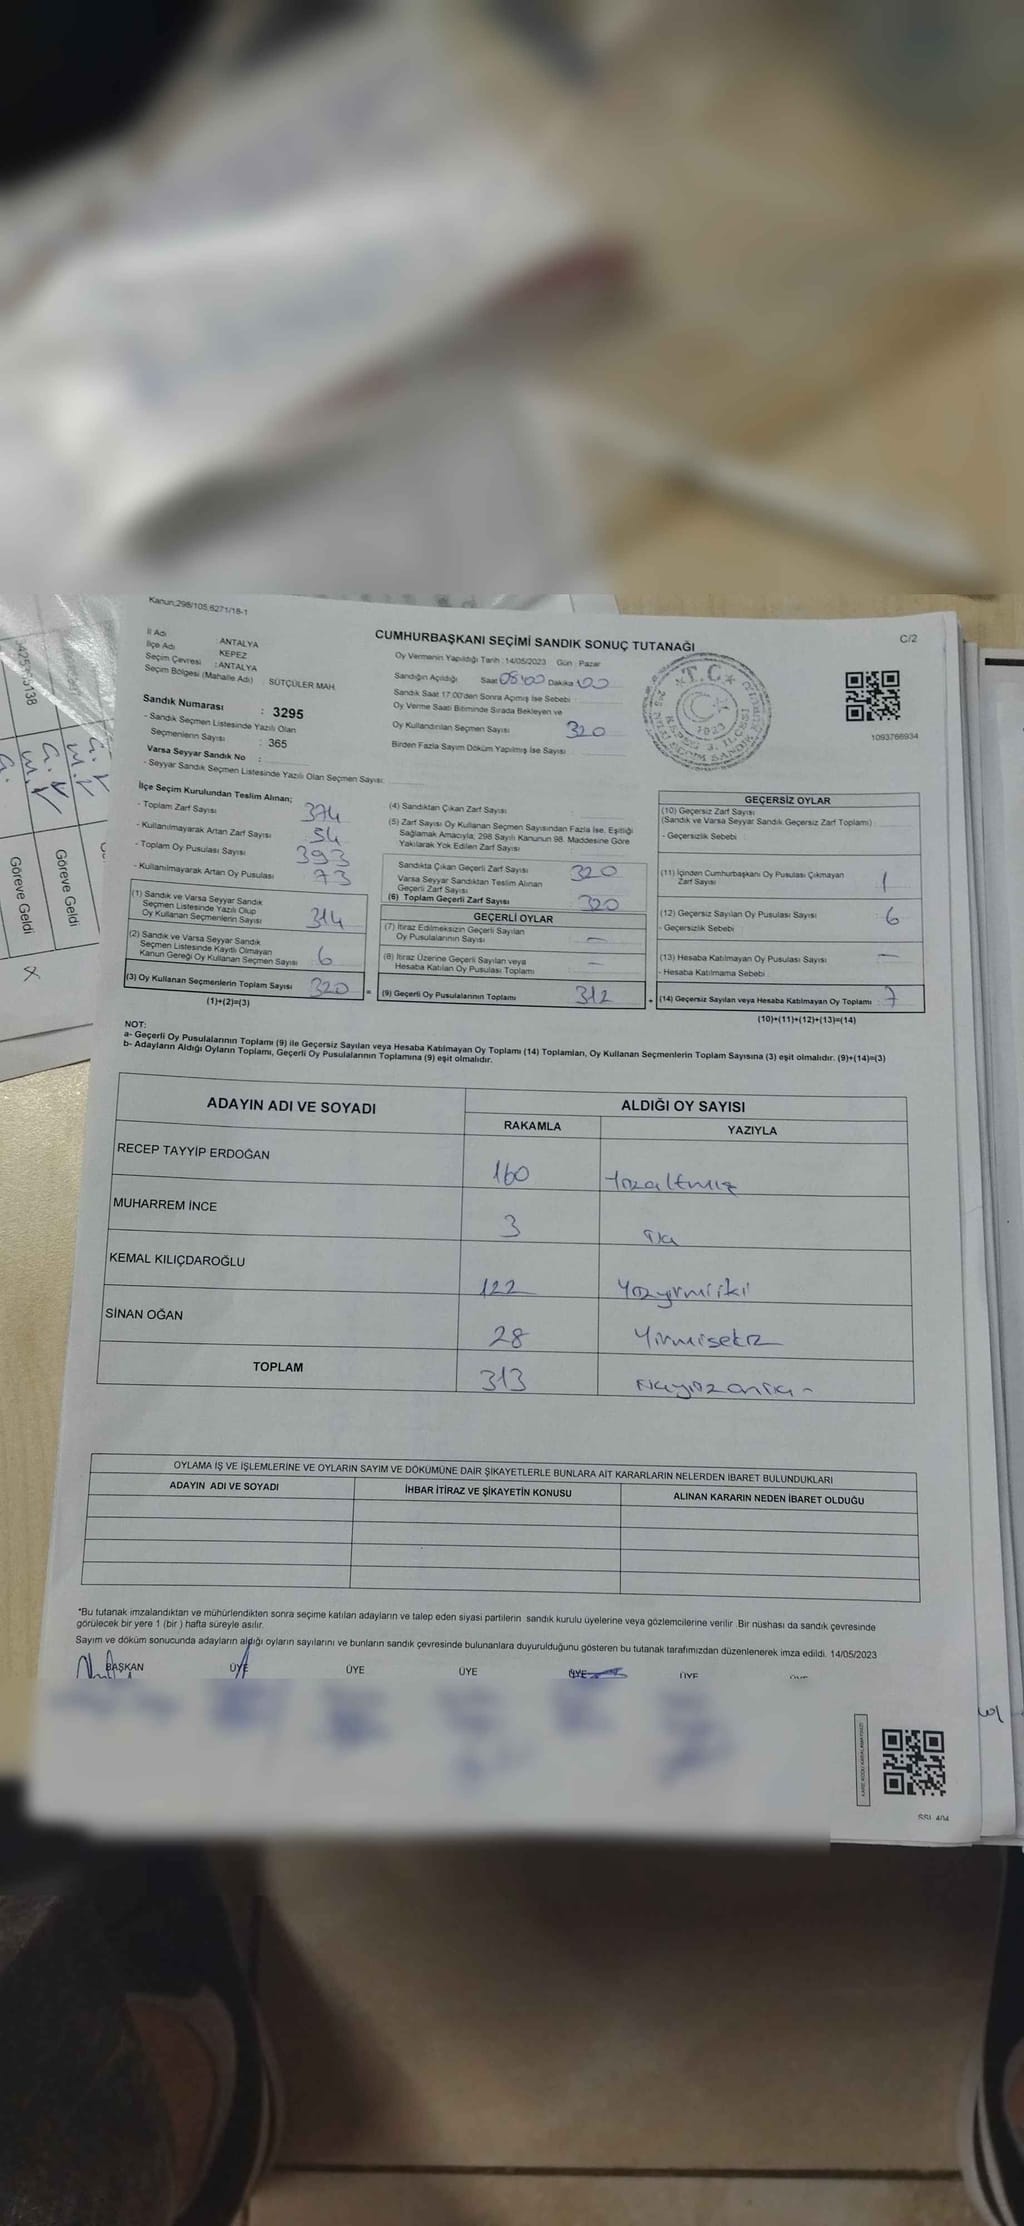 Kanun;298/105;6271/18-1
C/2
CUMHURBAŞKANI SEÇİMİ SANDIK SONUÇ TUTANAĞI
İl Adı : ANTALYA
İlçe Adı KEPEZ
Seçim Çevresi : ANTALYA
Seçim Bölgesi (Mahalle Adı) SÜTÇÜLER MAH.
Sandık Numarası : 3295
- Sandık Seçmen Listesinde Yazılı Olan
Seçmenlerin Sayısı : 365
Varsa Seyyar Sandık No :
- Seyyar Sandık Seçmen Listesinde Yazılı Olan Seçmen Sayısı:
Oy Vermenin Yapıldığı Tarih :14/05/2023 Gün : Pazar
Sandığın Açıldığı Saat 08:00 Dakika :00
Sandık Saat 17:00'den Sonra Açmış İse Sebebi :
Oy Verme Saati Bitiminde Sırada Bekleyen ve
Oy Kullandırılan Seçmen Sayısı : 320
Birden Fazla Sayım Döküm Yapılmış İse Sayısı :
T.C.
1923
1093766934
İlçe Seçim Kurulundan Teslim Alınan;
- Toplam Zarf Sayısı 374
- Kullanılmayarak Artan Zarf Sayısı 54
- Toplam Oy Pusulası Sayısı 393
- Kullanılmayarak Artan Oy Pusulası 73
(1) Sandık ve Varsa Seyyar Sandık
Seçmen Listesinde Yazılı Olup
Oy Kullanan Seçmenlerin Sayısı 314
(2) Sandık ve Varsa Seyyar Sandık
Seçmen Listesinde Kayıtlı Olmayan
Kanun Gereği Oy Kullanan Seçmen Sayısı 6
(3) Oy Kullanan Seçmenlerin Toplam Sayısı 320 =
(1)+(2)=(3)
(4) Sandıktan Çıkan Zarf Sayısı :
(5) Zarf Sayısı Oy Kullanan Seçmen Sayısından Fazla İse, Eşitliği
Sağlamak Amacıyla; 298 Sayılı Kanunun 98. Maddesine Göre
Yakılarak Yok Edilen Zarf Sayısı :
Sandıkta Çıkan Geçerli Zarf Sayısı : 320
Varsa Seyyar Sandıktan Teslim Alınan
Geçerli Zarf Sayısı
(6) Toplam Geçerli Zarf Sayısı : 320
GEÇERLİ OYLAR
(7) İtiraz Edilmeksizin Geçerli Sayılan
Oy Pusulalarının Sayısı : —
(8) İtiraz Üzerine Geçerli Sayılan veya
Hesaba Katılan Oy Pusulası Toplamı : —
(9) Geçerli Oy Pusulalarının Toplamı : 312 +
GEÇERSİZ OYLAR
(10) Geçersiz Zarf Sayısı
(Sandık ve Varsa Seyyar Sandık Geçersiz Zarf Toplamı) :
- Geçersizlik Sebebi :
(11) İçinden Cumhurbaşkanı Oy Pusulası Çıkmayan
Zarf Sayısı : 1
(12) Geçersiz Sayılan Oy Pusulası Sayısı : 6
- Geçersizlik Sebebi :
(13) Hesaba Katılmayan Oy Pusulası Sayısı : —
- Hesaba Katılmama Sebebi :
(14) Geçersiz Sayılan veya Hesaba Katılmayan Oy Toplamı : 7
(10)+(11)+(12)+(13)=(14)
NOT:
a- Geçerli Oy Pusulalarının Toplamı (9) ile Geçersiz Sayılan veya Hesaba Katılmayan Oy Toplamı (14) Toplamları, Oy Kullanan Seçmenlerin Toplam Sayısına (3) eşit olmalıdır. (9)+(14)=(3)
b- Adayların Aldığı Oyların Toplamı, Geçerli Oy Pusulalarının Toplamına (9) eşit olmalıdır.
ADAYIN ADI VE SOYADI ALDIĞI OY SAYISI
RAKAMLA YAZIYLA
RECEP TAYYİP ERDOĞAN 160 Yüzaltmış
MUHARREM İNCE 3
KEMAL KILIÇDAROĞLU 122 Yüzyirmiiki
SİNAN OĞAN 28 Yirmisekiz
TOPLAM 313
OYLAMA İŞ VE İŞLEMLERİNE VE OYLARIN SAYIM VE DÖKÜMÜNE DAİR ŞİKAYETLERLE BUNLARA AİT KARARLARIN NELERDEN İBARET BULUNDUKLARI
ADAYIN ADI VE SOYADI İHBAR İTİRAZ VE ŞİKAYETİN KONUSU ALINAN KARARIN NEDEN İBARET OLDUĞU
*Bu tutanak imzalandıktan ve mühürlendikten sonra seçime katılan adayların ve talep eden siyasi partilerin sandık kurulu üyelerine veya gözlemcilerine verilir .Bir nüshası da sandık çevresinde
görülecek bir yere 1 (bir ) hafta süreyle asılır.
Sayım ve döküm sonucunda adayların aldığı oyların sayılarını ve bunların sandık çevresinde bulunanlara duyurulduğunu gösteren bu tutanak tarafımızdan düzenlenerek imza edildi. 14/05/2023
BAŞKAN ÜYE ÜYE ÜYE ÜYE ÜYE
Göreve Geldi
Göreve Geldi